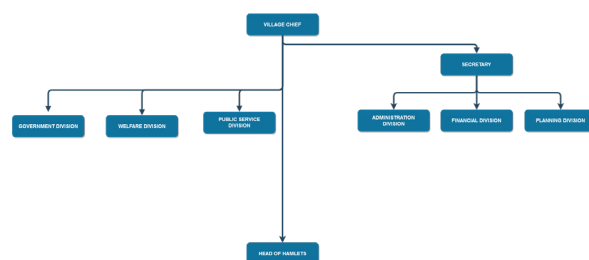 VILLAGE CHIEF
SECRETARY
GOVERNMENT DIVISION
WELFARE DIVISION
PUBLIC SERVICE
DIVISION
ADMINISTRATION
DIVISION
FINANCIAL DIVISION
PLANNING DIVISION
HEAD OF HAMLETS